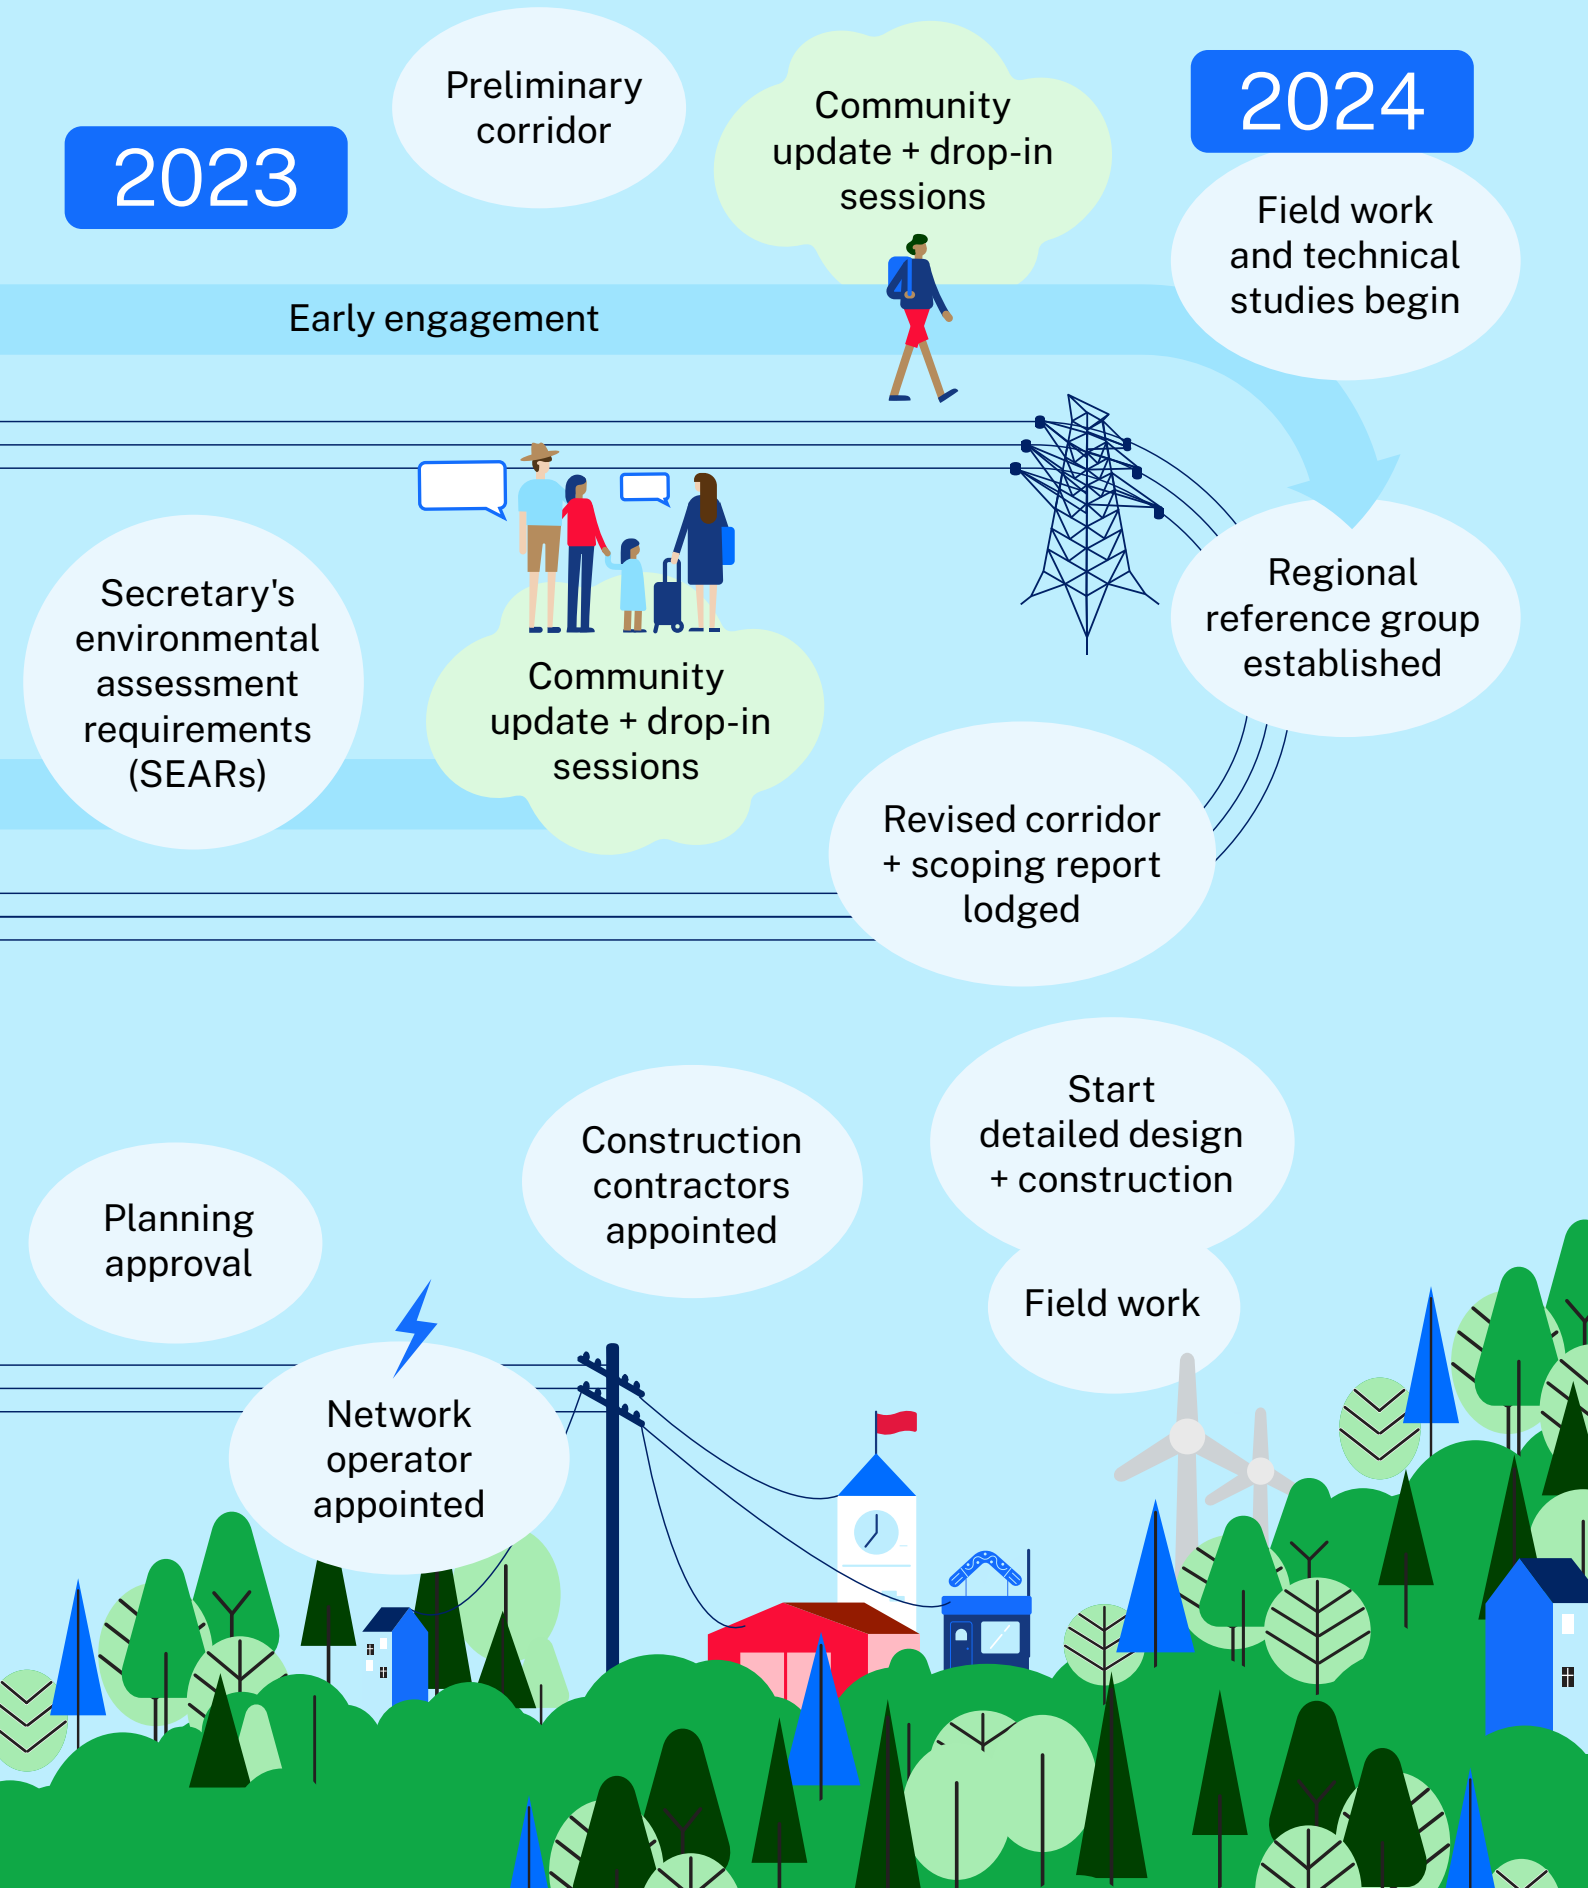 2023
Preliminary
corridor
Community
update + drop-in
sessions
2024
Field work
and technical
studies begin
Early engagement
Regional
reference group
established
Secretary's
environmental
assessment
requirements
(SEARs)
Community
update + drop-in
sessions
Revised corridor
+ scoping report
lodged
Planning
approval
Network
operator
appointed
Construction
contractors
appointed
Start
detailed design
+ construction
Field work